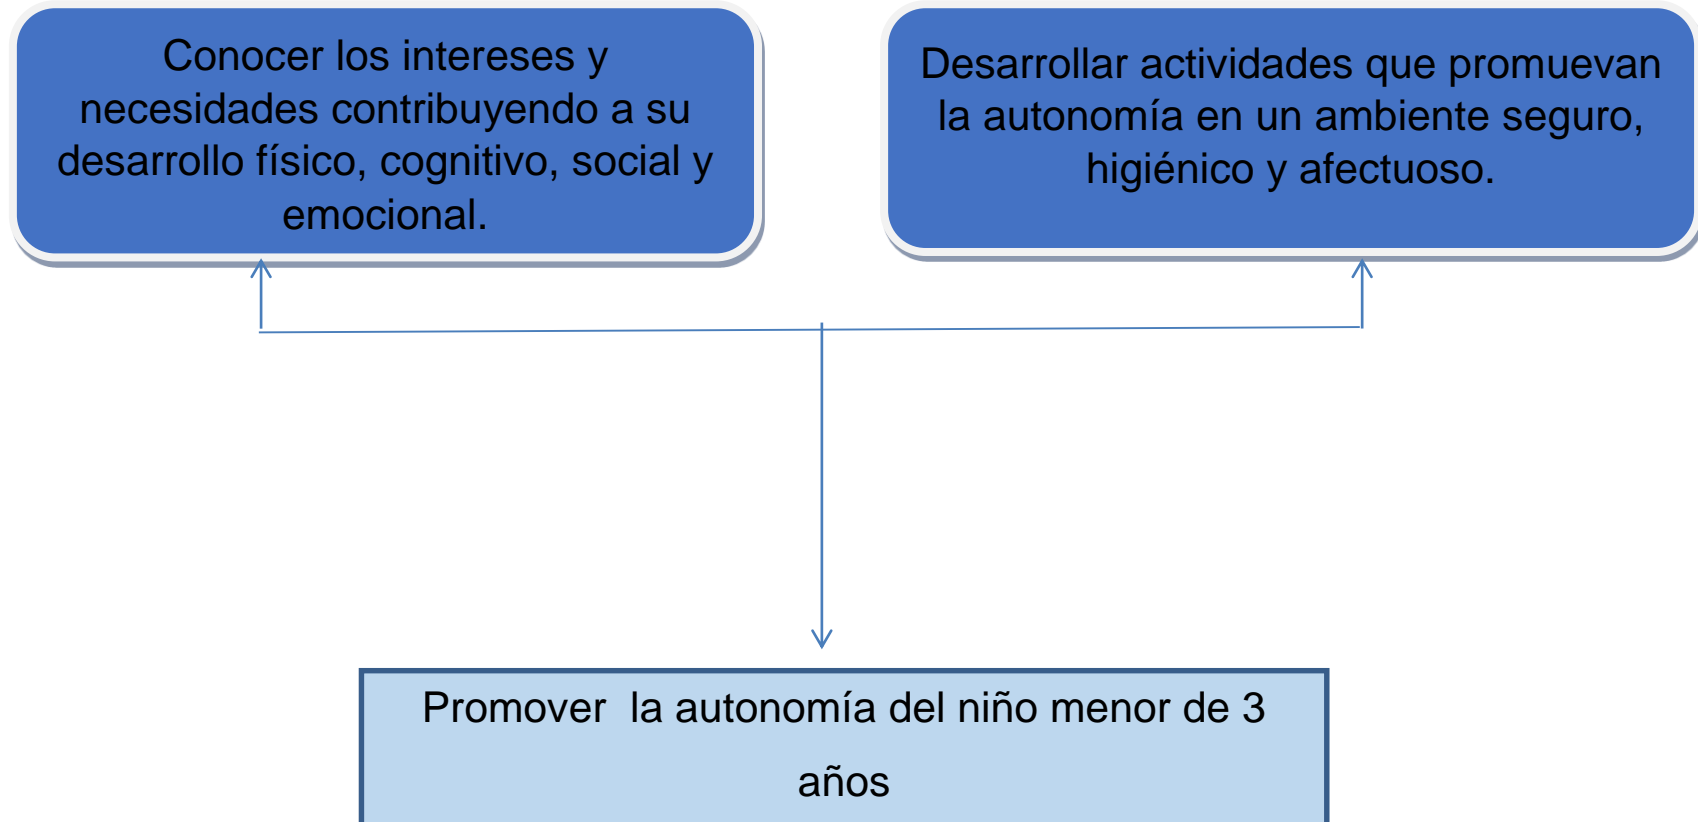 Conocer los intereses y
necesidades contribuyendo a su
desarrollo físico, cognitivo, social y
emocional.
Desarrollar actividades que promuevan
la autonomía en un ambiente seguro,
higiénico y afectuoso.
Promover  la autonomía del niño menor de 3
años